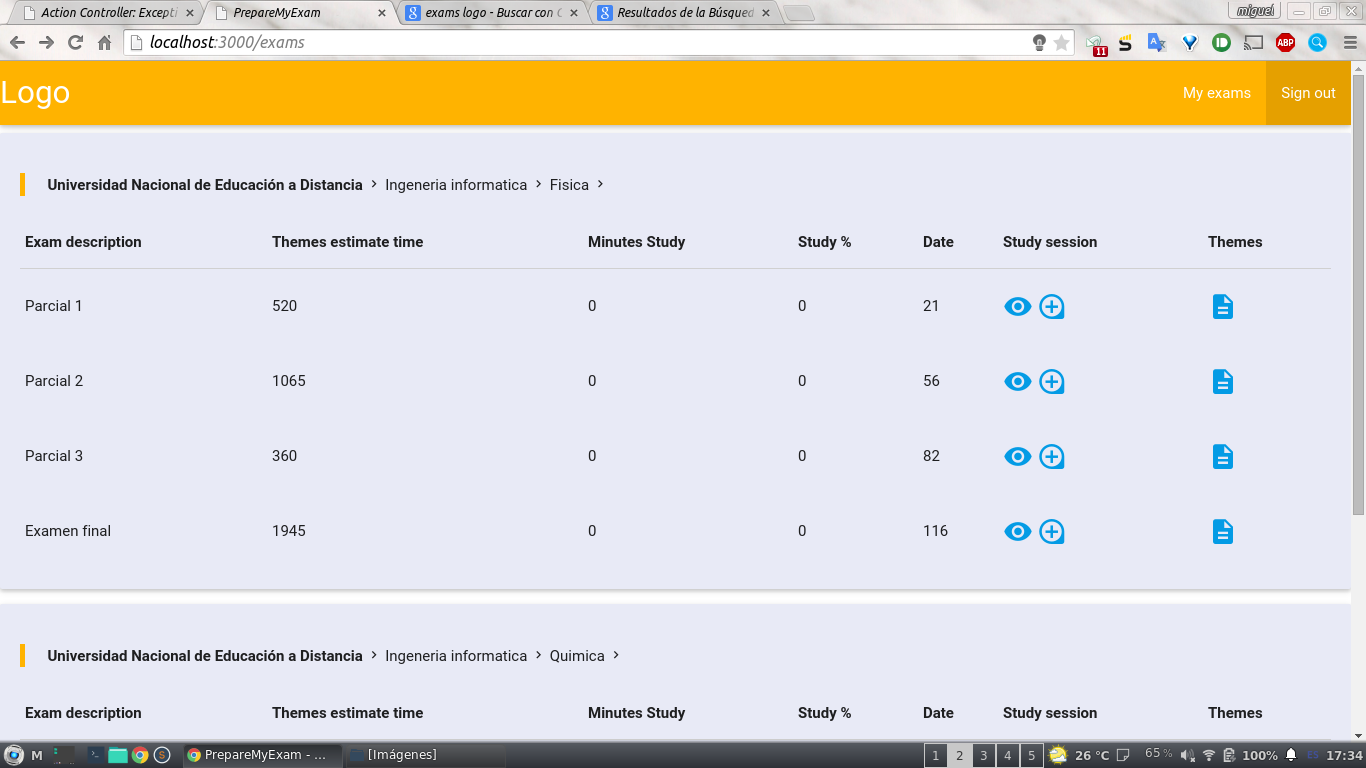 Action Controller: Excepti
PrepareMyExam
exams logo - Buscar con G
Resultados de la Búsqued
miguel
localhost:3000/exams
11
ABP
Logo
My exams
Sign out
Universidad Nacional de Educación a Distancia > Ingeneria informatica > Fisica >
Exam description Themes estimate time Minutes Study Study % Date Study session Themes
Parcial 1 520 0 0 21
Parcial 2 1065 0 0 56
Parcial 3 360 0 0 82
Examen final 1945 0 0 116
Universidad Nacional de Educación a Distancia > Ingeneria informatica > Quimica >
Exam description Themes estimate time Minutes Study Study % Date Study session Themes
M PrepareMyExam - ... [Imágenes] 1 2 3 4 5 26 °C 65 % 100% 17:34